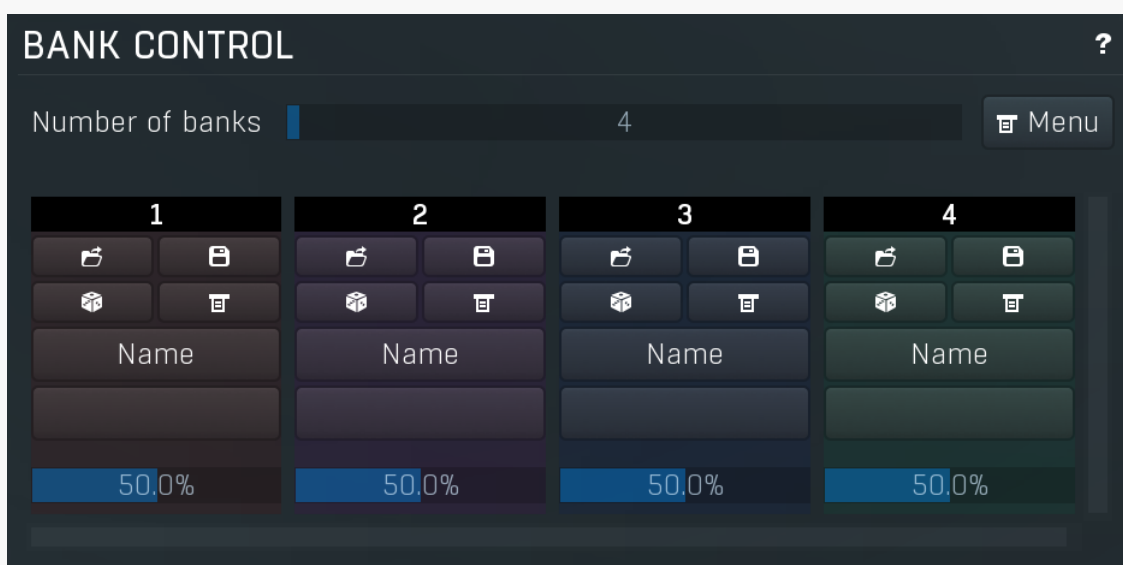 BANK CONTROL ?
Number of banks 4 Menu
1 2 3 4
Name Name Name Name
50.0% 50.0% 50.0% 50.0%